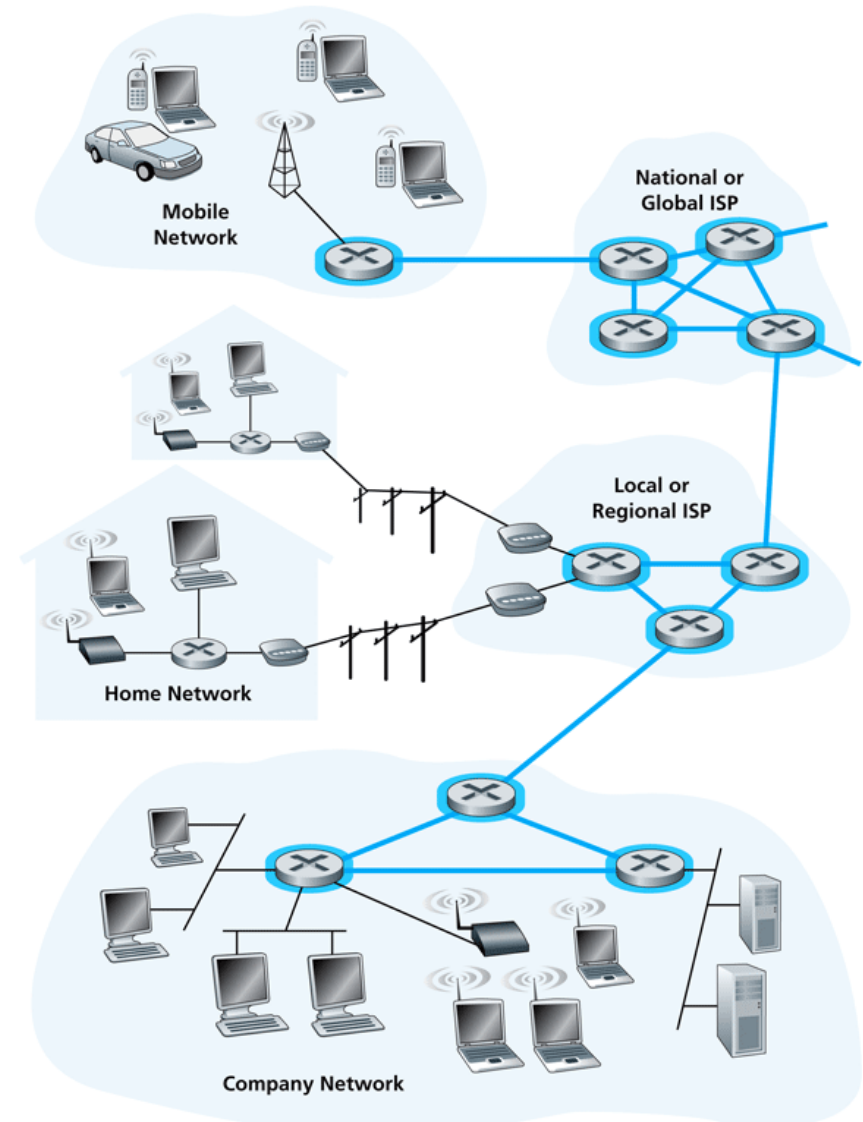 National or
Global ISP
Mobile
Network
Local or
Regional ISP
Home Network
Company Network